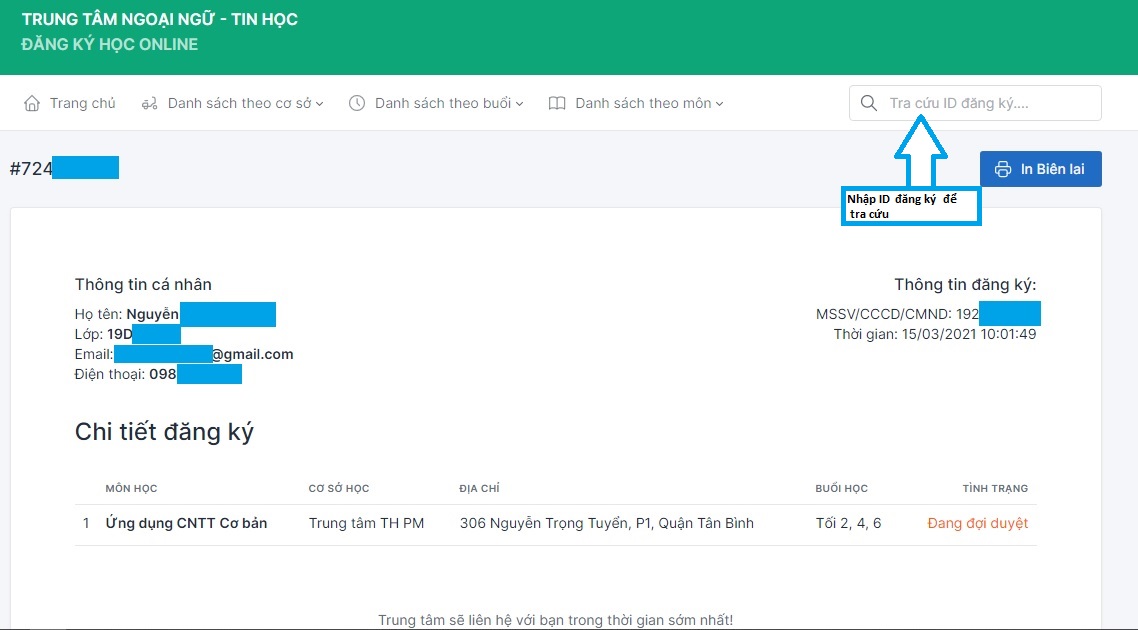 TRUNG TÂM NGOẠI NGỮ - TIN HỌC
ĐĂNG KÝ HỌC ONLINE
Trang chủ Danh sách theo cơ sở Danh sách theo buổi Danh sách theo môn Tra cứu ID đăng ký....
#724
In Biên lai
Nhập ID đăng ký để
tra cứu
Thông tin cá nhân
Họ tên: Nguyễn
Lớp: 19D
Email: @gmail.com
Điện thoại: 098
Thông tin đăng ký:
MSSV/CCCD/CMND: 192
Thời gian: 15/03/2021 10:01:49
Chi tiết đăng ký
MÔN HỌC CƠ SỞ HỌC ĐỊA CHỈ BUỔI HỌC TÌNH TRẠNG
1 Ứng dụng CNTT Cơ bản Trung tâm TH PM 306 Nguyễn Trọng Tuyển, P1, Quận Tân Bình Tối 2, 4, 6 Đang đợi duyệt
Trung tâm sẽ liên hệ với bạn trong thời gian sớm nhất!